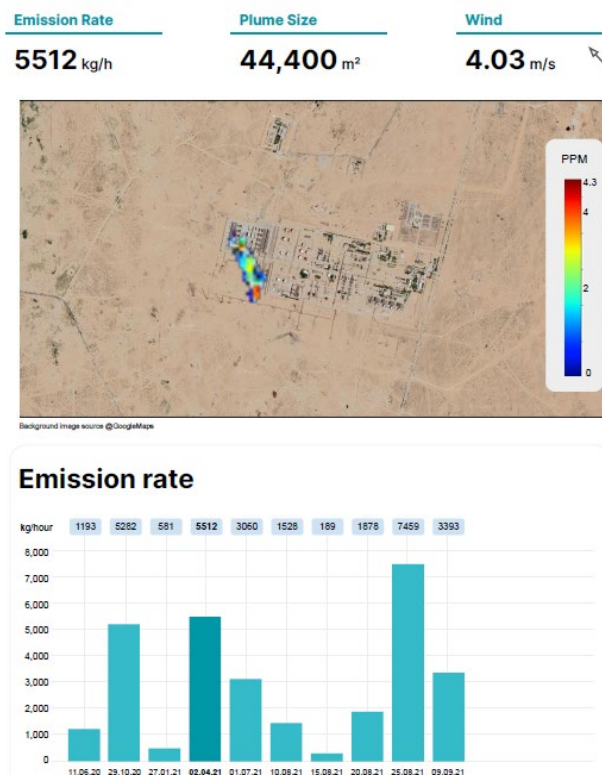 Emission Rate Plume Size Wind
5512 kg/h 44,400 m² 4.03 m/s
PPM
4.3
4
2
0
Background image source @GoogleMaps
Emission rate
kg/hour 1193 5282 581 5512 3060 1528 189 1878 7459 3393
8,000
7,000
6,000
5,000
4,000
3,000
2,000
1,000
0
11.06.20 29.10.20 27.01.21 02.04.21 01.07.21 10.08.21 15.08.21 20.08.21 25.08.21 09.09.21